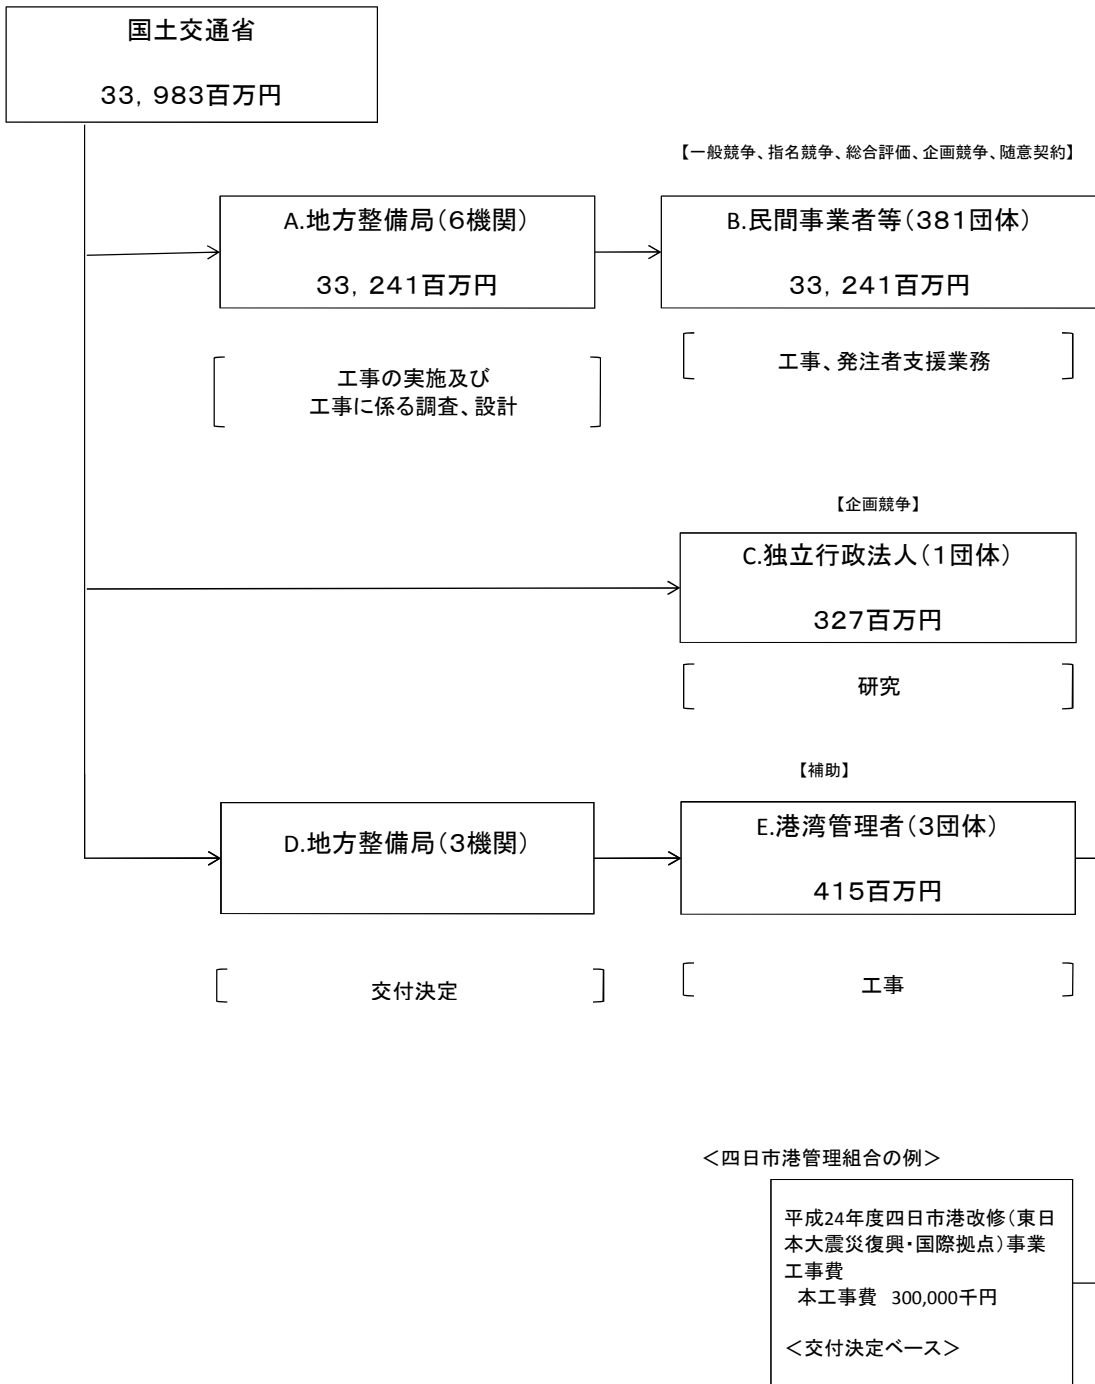 国土交通省
33，983百万円
【一般競争、指名競争、総合評価、企画競争、随意契約】
A.地方整備局（6機関）
33，241百万円
B.民間事業者等（381団体）
33，241百万円
工事の実施及び
工事に係る調査、設計
工事、発注者支援業務
【企画競争】
C.独立行政法人（1団体）
327百万円
研究
【補助】
D.地方整備局（3機関）
E.港湾管理者（3団体）
415百万円
交付決定
工事
＜四日市港管理組合の例＞
平成24年度四日市港改修（東日
本大震災復興・国際拠点）事業
工事費
本工事費 300,000千円
＜交付決定ベース＞